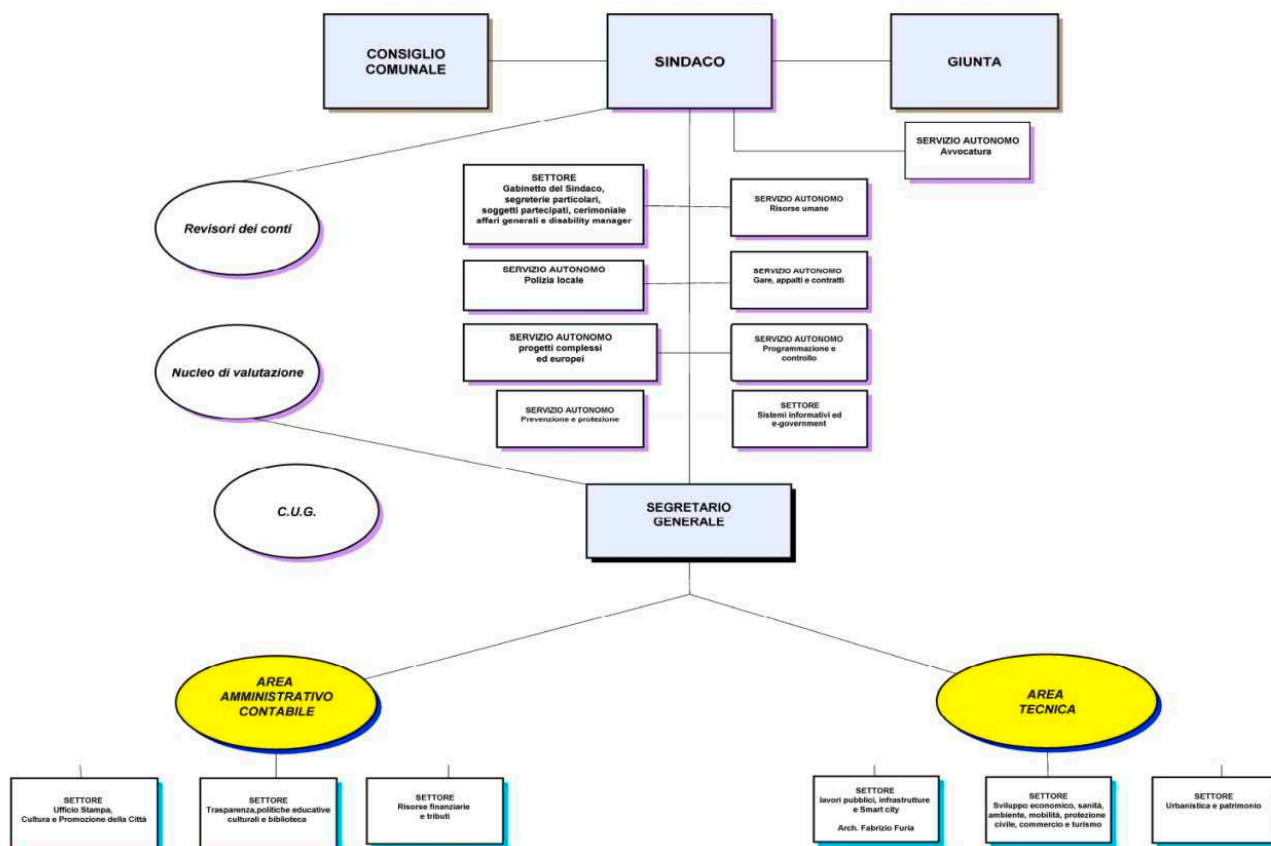 CONSIGLIO
COMUNALE
SINDACO
GIUNTA
SERVIZIO AUTONOMO
Avvocatura
SETTORE
Gabinetto del Sindaco,
segreterie particolari,
soggetti partecipati, cerimoniale
affari generali e disability manager
SERVIZIO AUTONOMO
Risorse umane
Revisori dei conti
SERVIZIO AUTONOMO
Polizia locale
SERVIZIO AUTONOMO
Gare, appalti e contratti
SERVIZIO AUTONOMO
progetti complessi
ed europei
SERVIZIO AUTONOMO
Programmazione e
controllo
Nucleo di valutazione
SERVIZIO AUTONOMO
Prevenzione e protezione
SETTORE
Sistemi informativi ed
e-government
C.U.G.
SEGRETARIO
GENERALE
AREA
AMMINISTRATIVO
CONTABILE
AREA
TECNICA
SETTORE
Ufficio Stampa,
Cultura e Promozione della Città
SETTORE
Trasparenza,politiche educative
culturali e biblioteca
SETTORE
Risorse finanziarie
e tributi
SETTORE
lavori pubblici, infrastrutture
e Smart city
Arch. Fabrizio Furia
SETTORE
Sviluppo economico, sanità,
ambiente, mobilità, protezione
civile, commercio e turismo
SETTORE
Urbanistica e patrimonio